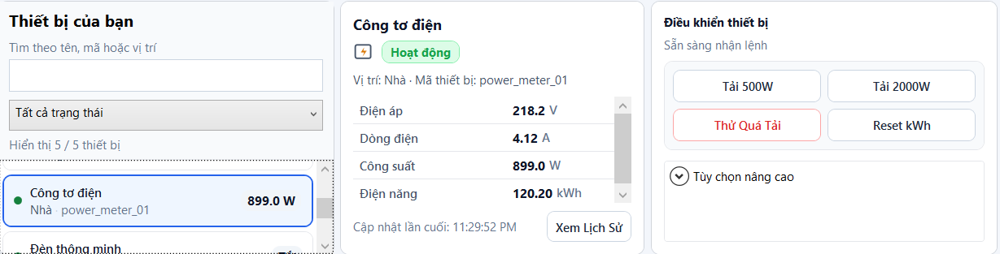 Thiết bị của bạn
Tìm theo tên, mã hoặc vị trí
Tất cả trạng thái
Hiển thị 5 / 5 thiết bị
Công tơ điện
899.0 W
Nhà · power_meter_01
Đèn thông minh
Công tơ điện
Hoạt động
Vị trí: Nhà · Mã thiết bị: power_meter_01
Điện áp 218.2 V
Dòng điện 4.12 A
Công suất 899.0 W
Điện năng 120.20 kWh
Cập nhật lần cuối: 11:29:52 PM
Xem Lịch Sử
Điều khiển thiết bị
Sẵn sàng nhận lệnh
Tải 500W
Tải 2000W
Thử Quá Tải
Reset kWh
Tùy chọn nâng cao